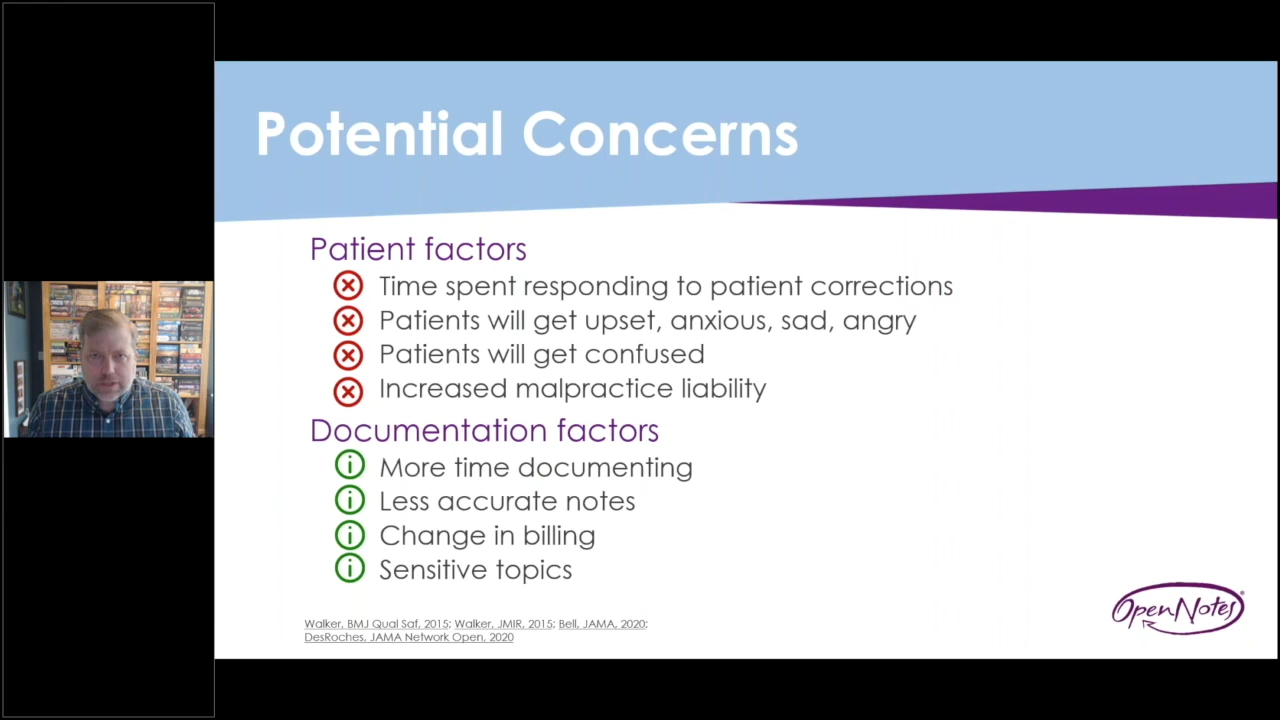 Potential Concerns
Patient factors
Time spent responding to patient corrections
Patients will get upset, anxious, sad, angry
Patients will get confused
Increased malpractice liability
Documentation factors
More time documenting
Less accurate notes
Change in billing
Sensitive topics
Walker, BMJ Qual Saf, 2015; Walker, JMIR, 2015; Bell, JAMA, 2020;
DesRoches, JAMA Network Open, 2020
OpenNotes®